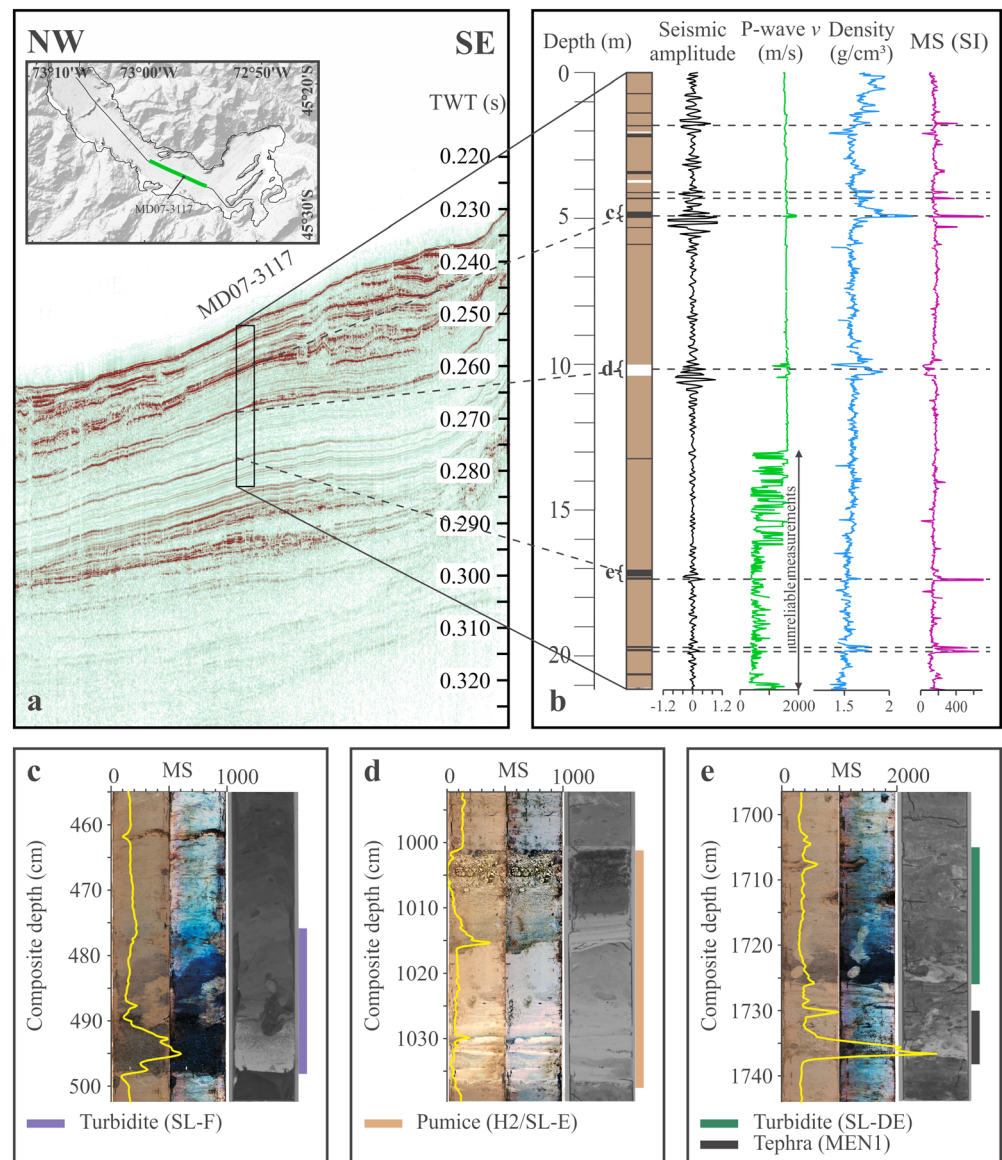 NW
SE
73°10'W
73°00'W
72°50'W
45°20'S
45°30'S
MD07-3117
TWT (s)
0.220
0.230
0.240
0.250
0.260
0.270
0.280
0.290
0.300
0.310
0.320
MD07-3117
a
Depth (m)
Seismic
amplitude
P-wave v
(m/s)
Density
(g/cm³)
MS (SI)
0
5
10
15
20
c{
d{
e{
unreliable measurements
-1.2
0
1.2
0
2000
1.5
2
0
400
b
c
MS
0
1000
Composite depth (cm)
460
470
480
490
500
Turbidite (SL-F)
d
MS
0
1000
Composite depth (cm)
1000
1010
1020
1030
Pumice (H2/SL-E)
e
MS
0
2000
Composite depth (cm)
1700
1710
1720
1730
1740
Turbidite (SL-DE)
Tephra (MEN1)